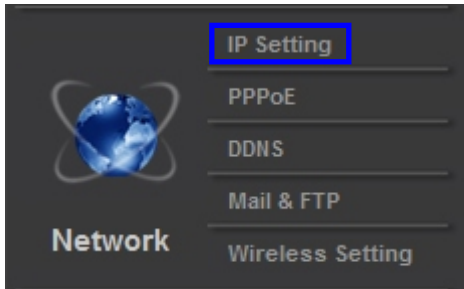 IP Setting
PPPoE
DDNS
Mail & FTP
Network
Wireless Setting